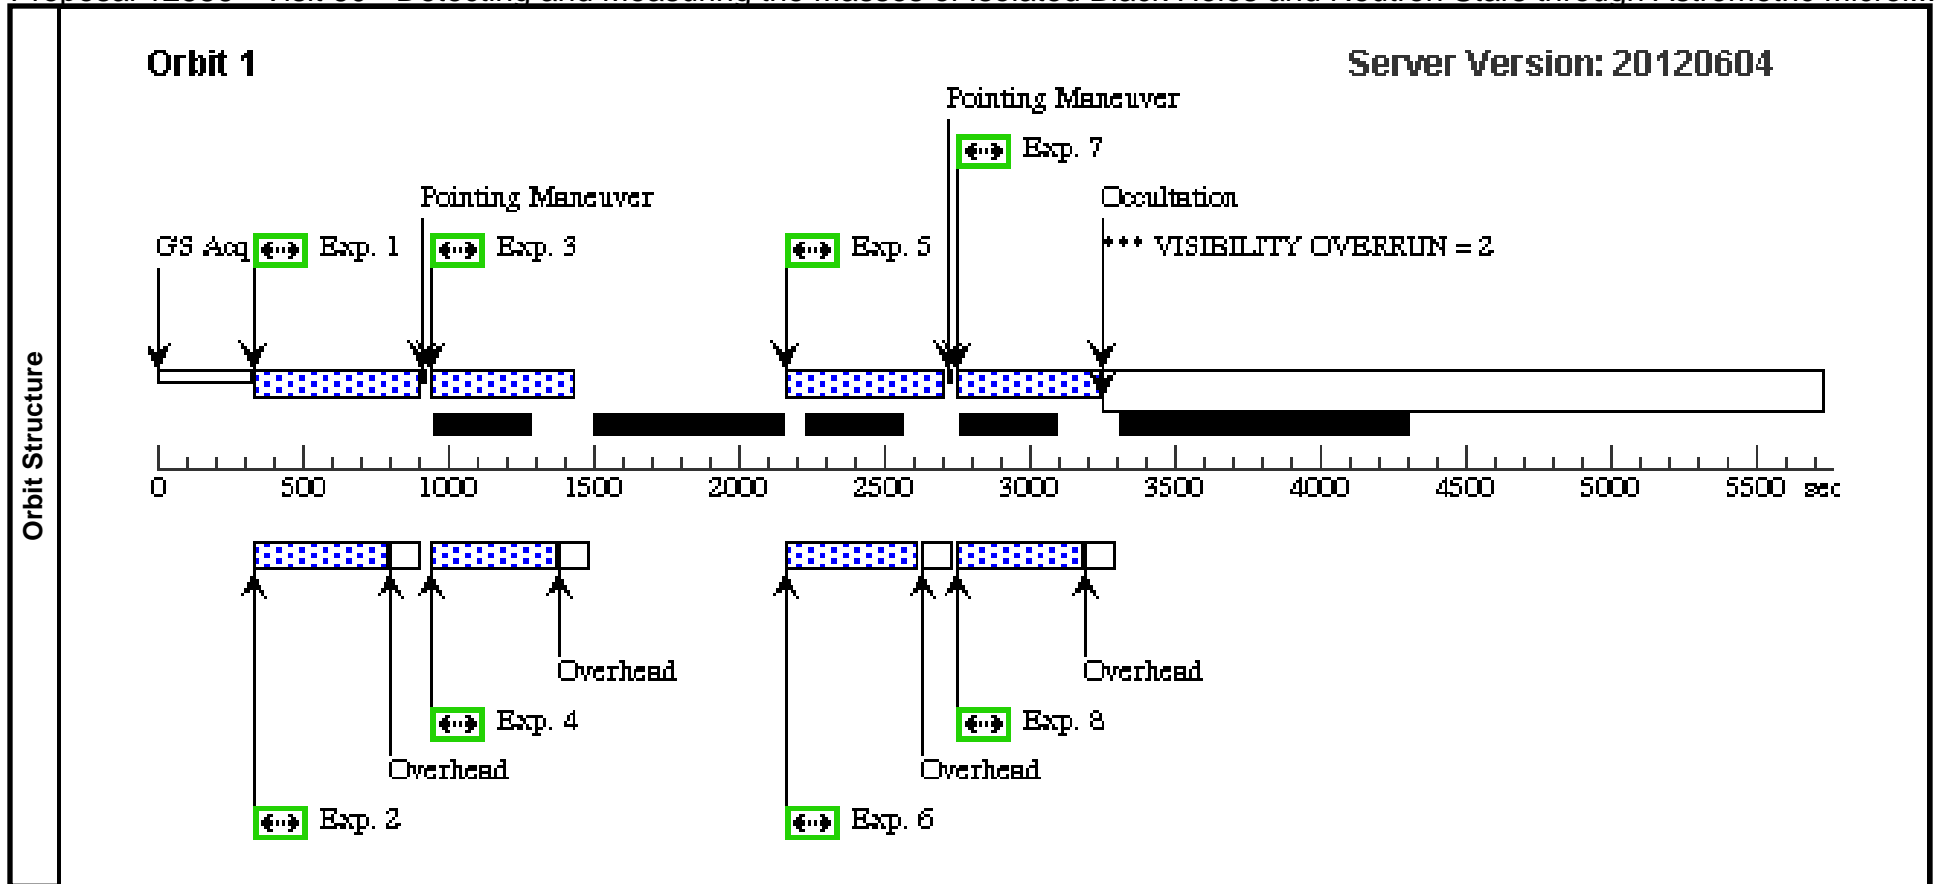 Orbit 1
Server Version: 20120604
Pointing Maneuver
Exp. 7
Pointing Maneuver
Occultation
GS Acq
Exp. 1
Exp. 3
Exp. 5
*** VISIBILITY OVERRUN = 2
Orbit Structure
0 500 1000 1500 2000 2500 3000 3500 4000 4500 5000 5500 sec
Overhead
Overhead
Exp. 4
Exp. 8
Overhead
Overhead
Exp. 2
Exp. 6